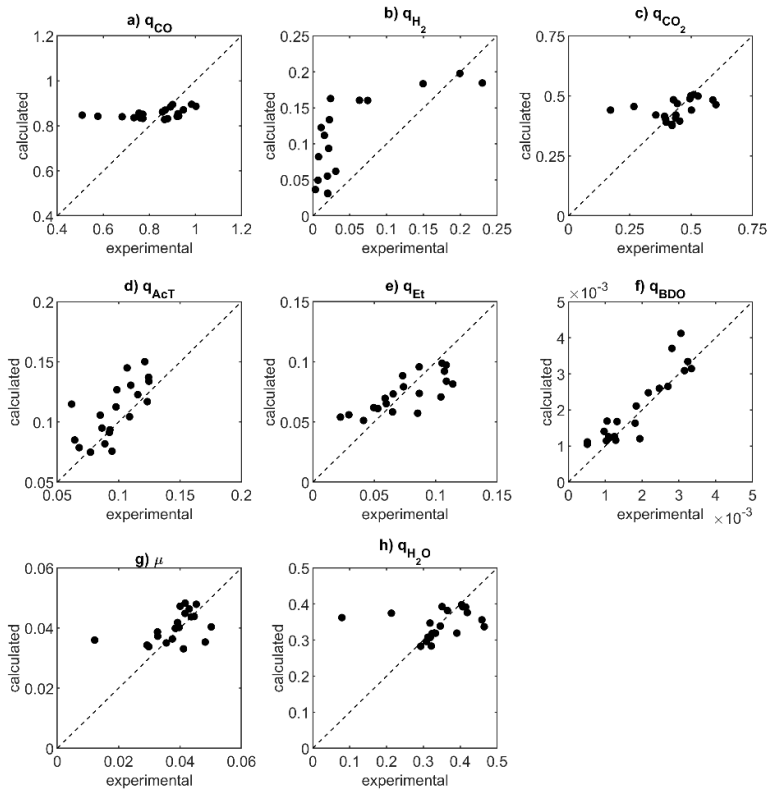 a) q_CO
1.2
1
0.8
0.6
0.4
calculated
0.4 0.6 0.8 1 1.2
experimental
b) q_H2
0.25
0.2
0.15
0.1
0.05
0
calculated
0 0.05 0.1 0.15 0.2 0.25
experimental
c) q_CO2
0.75
0.5
0.25
0
calculated
0 0.25 0.5 0.75
experimental
d) q_AcT
0.2
0.15
0.1
0.05
calculated
0.05 0.1 0.15 0.2
experimental
e) q_Et
0.15
0.1
0.05
0
calculated
0 0.05 0.1 0.15
experimental
f) q_BDO
×10^-3
5
4
3
2
1
0
calculated
0 1 2 3 4 5
experimental ×10^-3
g) μ
0.06
0.04
0.02
0
calculated
0 0.02 0.04 0.06
experimental
h) q_H2O
0.5
0.4
0.3
0.2
0.1
0
calculated
0 0.1 0.2 0.3 0.4 0.5
experimental